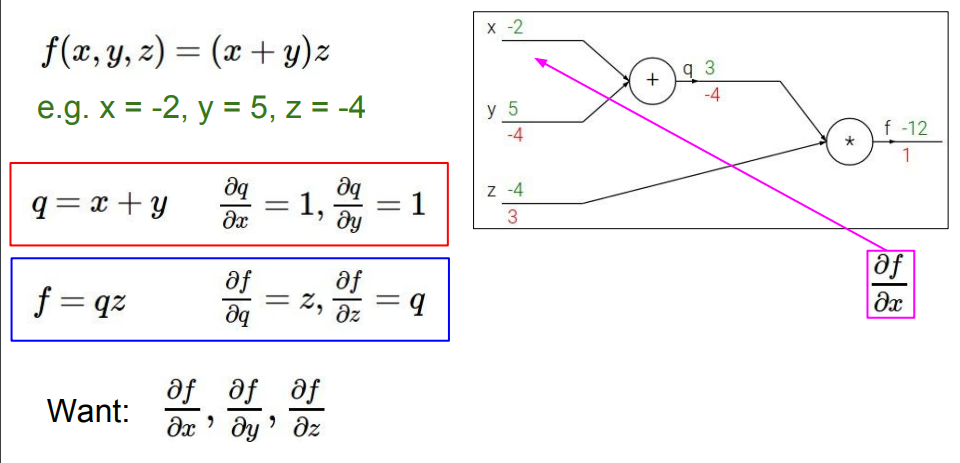 f(x, y, z) = (x + y)z
e.g. x = -2, y = 5, z = -4
q = x + y ∂q/∂x = 1, ∂q/∂y = 1
f = qz ∂f/∂q = z, ∂f/∂z = q
Want: ∂f/∂x, ∂f/∂y, ∂f/∂z
x -2
+
q 3
-4
y 5
-4
*
f -12
1
z -4
3
∂f/∂x